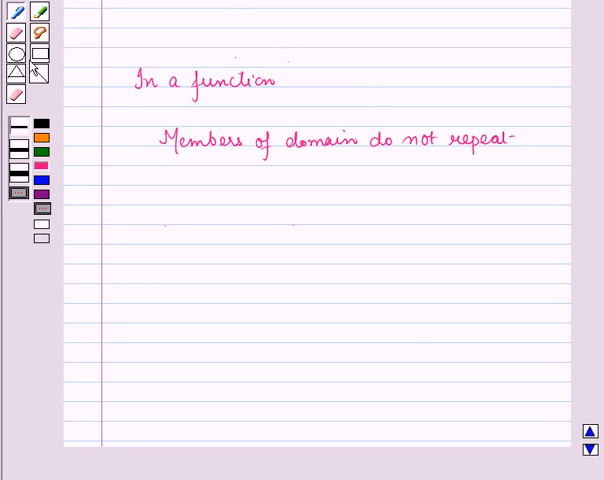 In a function
Members of domain do not repeat